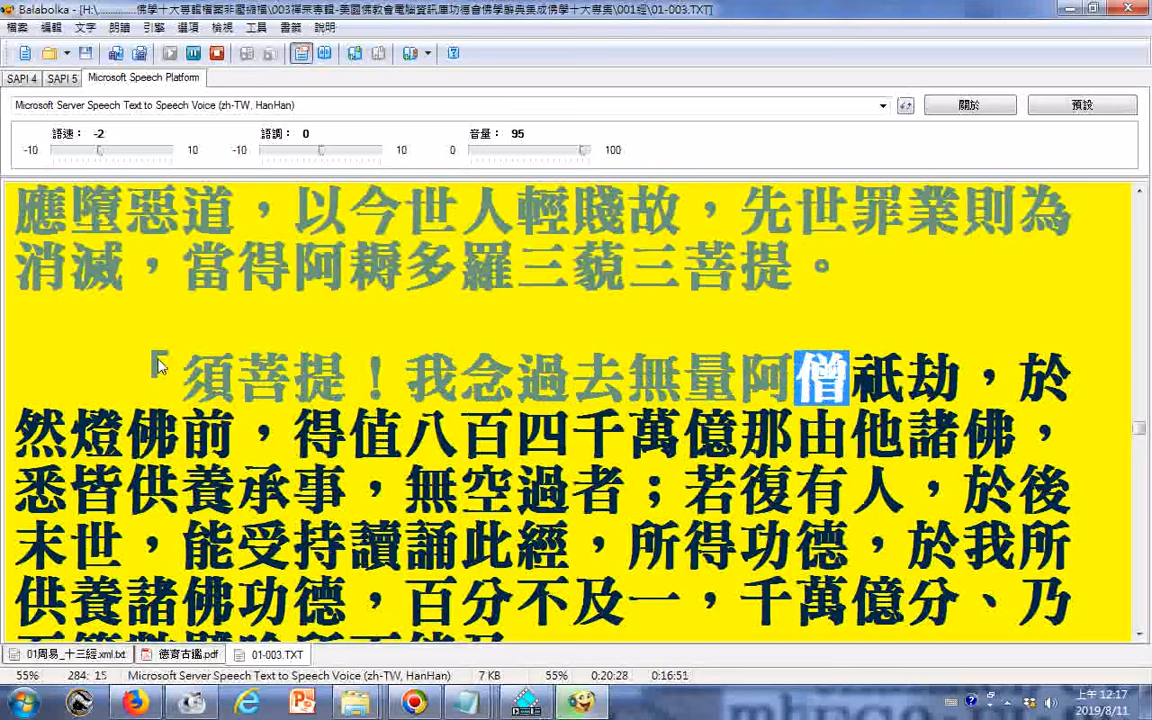 Balabolka - [H:\..............佛學十大專輯檔案非壓縮檔\003禪宗專輯-美國佛教會電腦資訊庫功德會佛學辭典集成佛學十大專集\001經\01-003.TXT]
檔案 編輯 文字 朗讀 引擎 選項 檢視 工具 書籤 說明
SAPI 4 SAPI 5 Microsoft Speech Platform
Microsoft Server Speech Text to Speech Voice (zh-TW, HanHan) 關於 預設
語速： -2 語調： 0 音量： 95
-10 10 -10 10 0 100
應墮惡道，以今世人輕賤故，先世罪業則為
消滅，當得阿耨多羅三藐三菩提。
「須菩提！我念過去無量阿僧祇劫，於
然燈佛前，得值八百四千萬億那由他諸佛，
悉皆供養承事，無空過者；若復有人，於後
末世，能受持讀誦此經，所得功德，於我所
供養諸佛功德，百分不及一，千萬億分、乃
01周易_十三經.xml.txt 德育古鑑.pdf 01-003.TXT
55% 284: 15 Microsoft Server Speech Text to Speech Voice (zh-TW, HanHan) 7 KB 55% 0:20:28 0:16:51
上午 12:17
2019/8/11